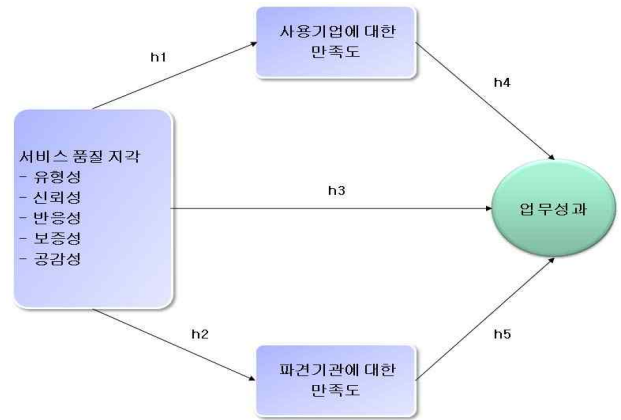 사용기업에 대한
만족도
h1
h4
서비스 품질 지각
- 유형성
- 신뢰성
- 반응성
- 보증성
- 공감성
h3
업무성과
h2
h5
파견기관에 대한
만족도